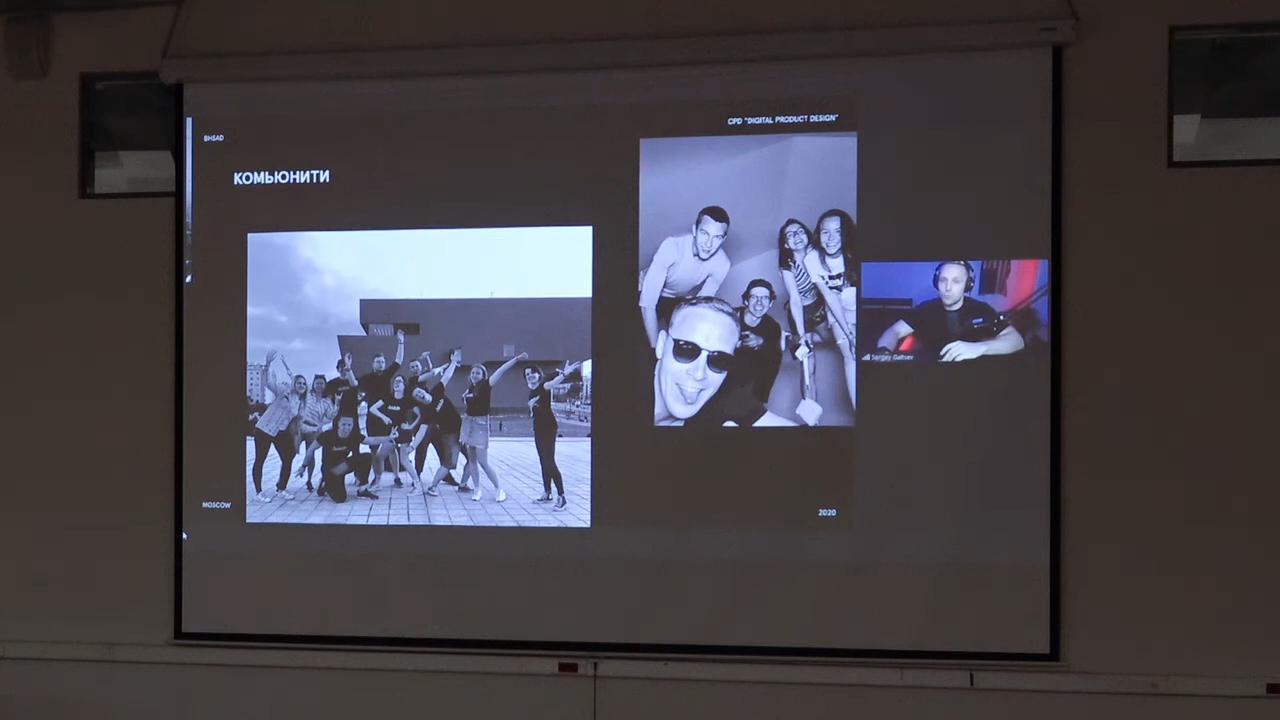 BHSAD
CPD "DIGITAL PRODUCT DESIGN"
КОМЬЮНИТИ
Sergey Galtsev
MOSCOW
2020